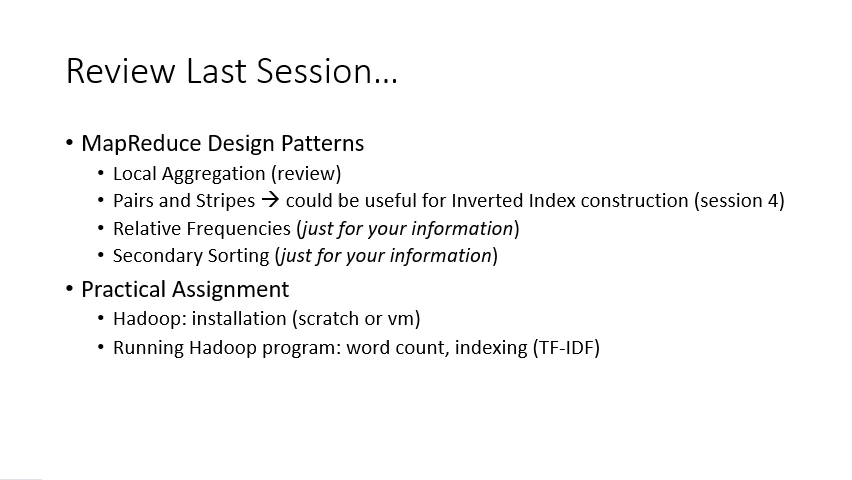 Review Last Session...
• MapReduce Design Patterns
• Local Aggregation (review)
• Pairs and Stripes → could be useful for Inverted Index construction (session 4)
• Relative Frequencies (just for your information)
• Secondary Sorting (just for your information)
• Practical Assignment
• Hadoop: installation (scratch or vm)
• Running Hadoop program: word count, indexing (TF-IDF)